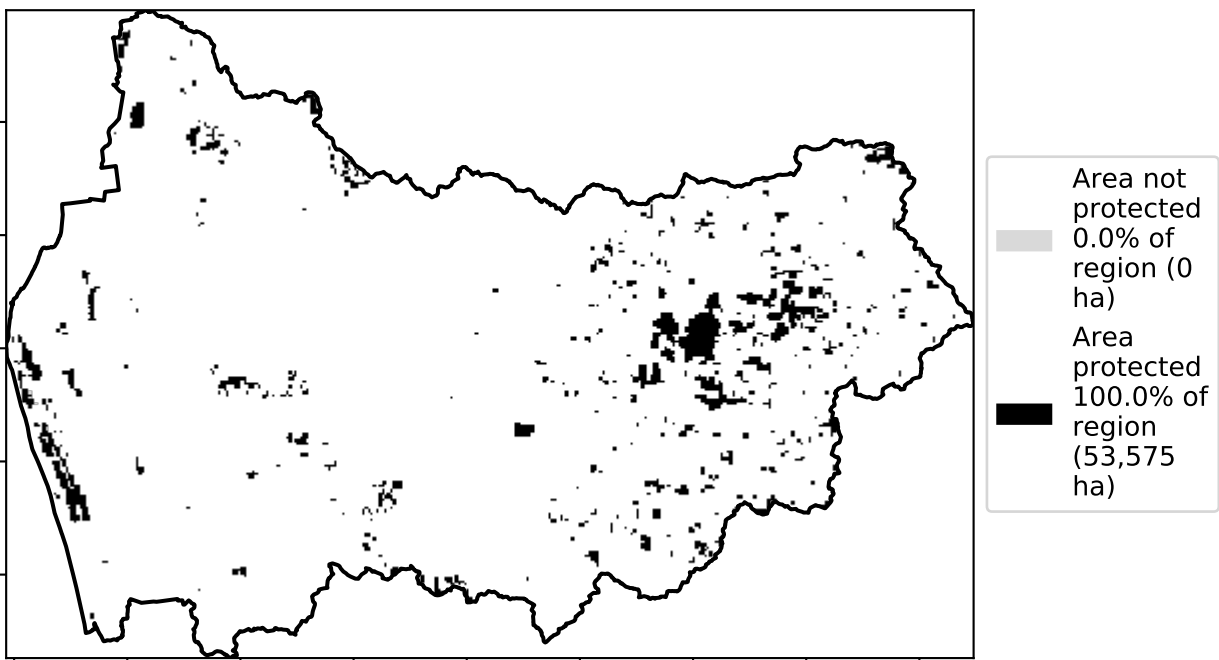 Area not
protected
0.0% of
region (0
ha)
Area
protected
100.0% of
region
(53,575
ha)